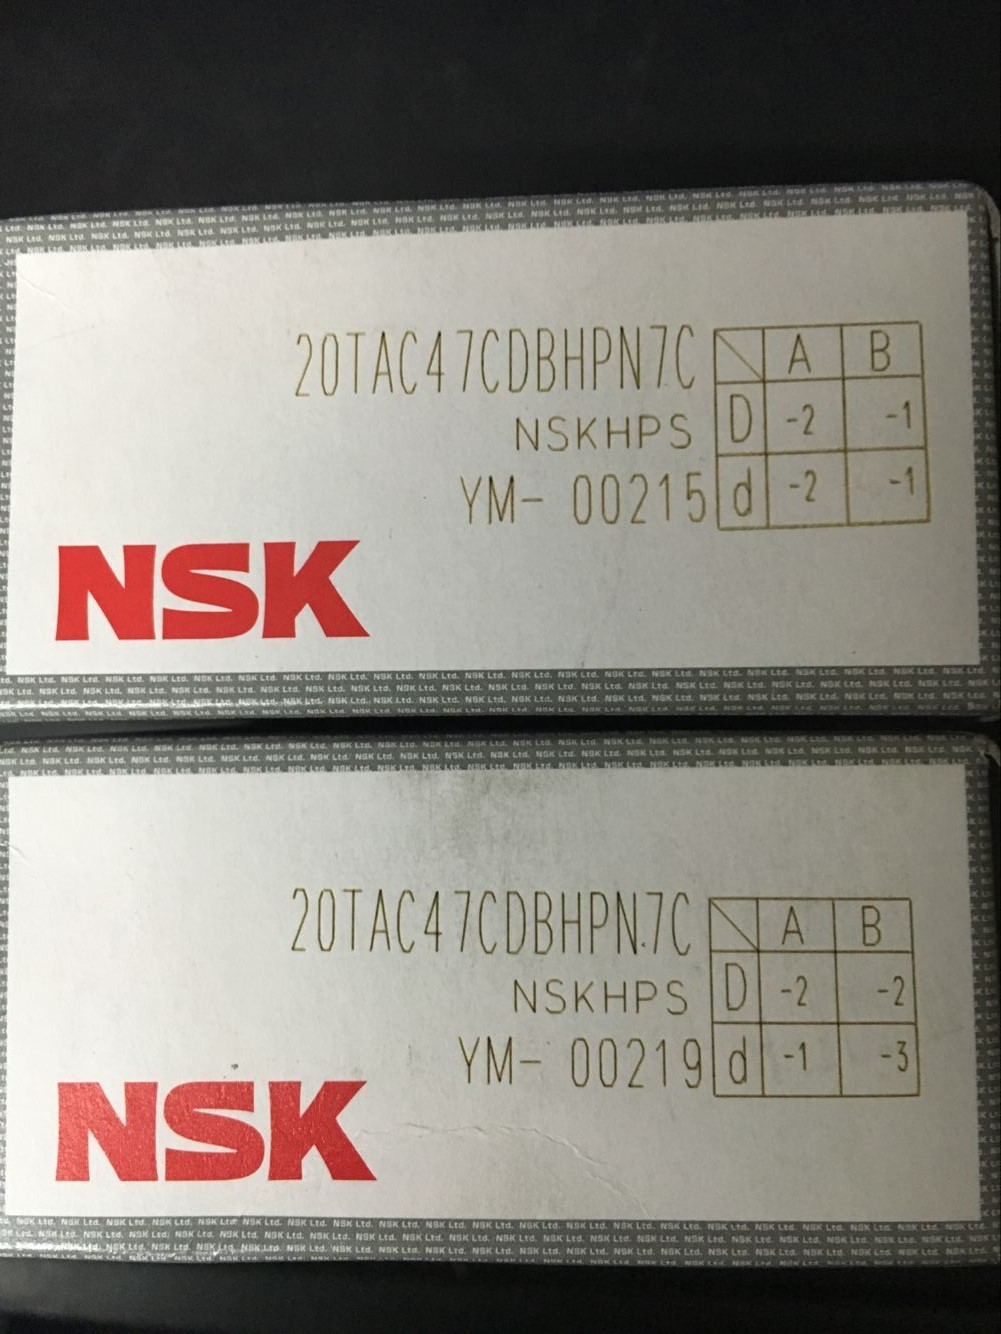 20TAC47CDBHPN7C
NSKHPS
YM- 00215
A B
D -2 -1
d -2 -1
NSK
20TAC47CDBHPN7C
NSKHPS
YM- 00219
A B
D -2 -2
d -1 -3
NSK